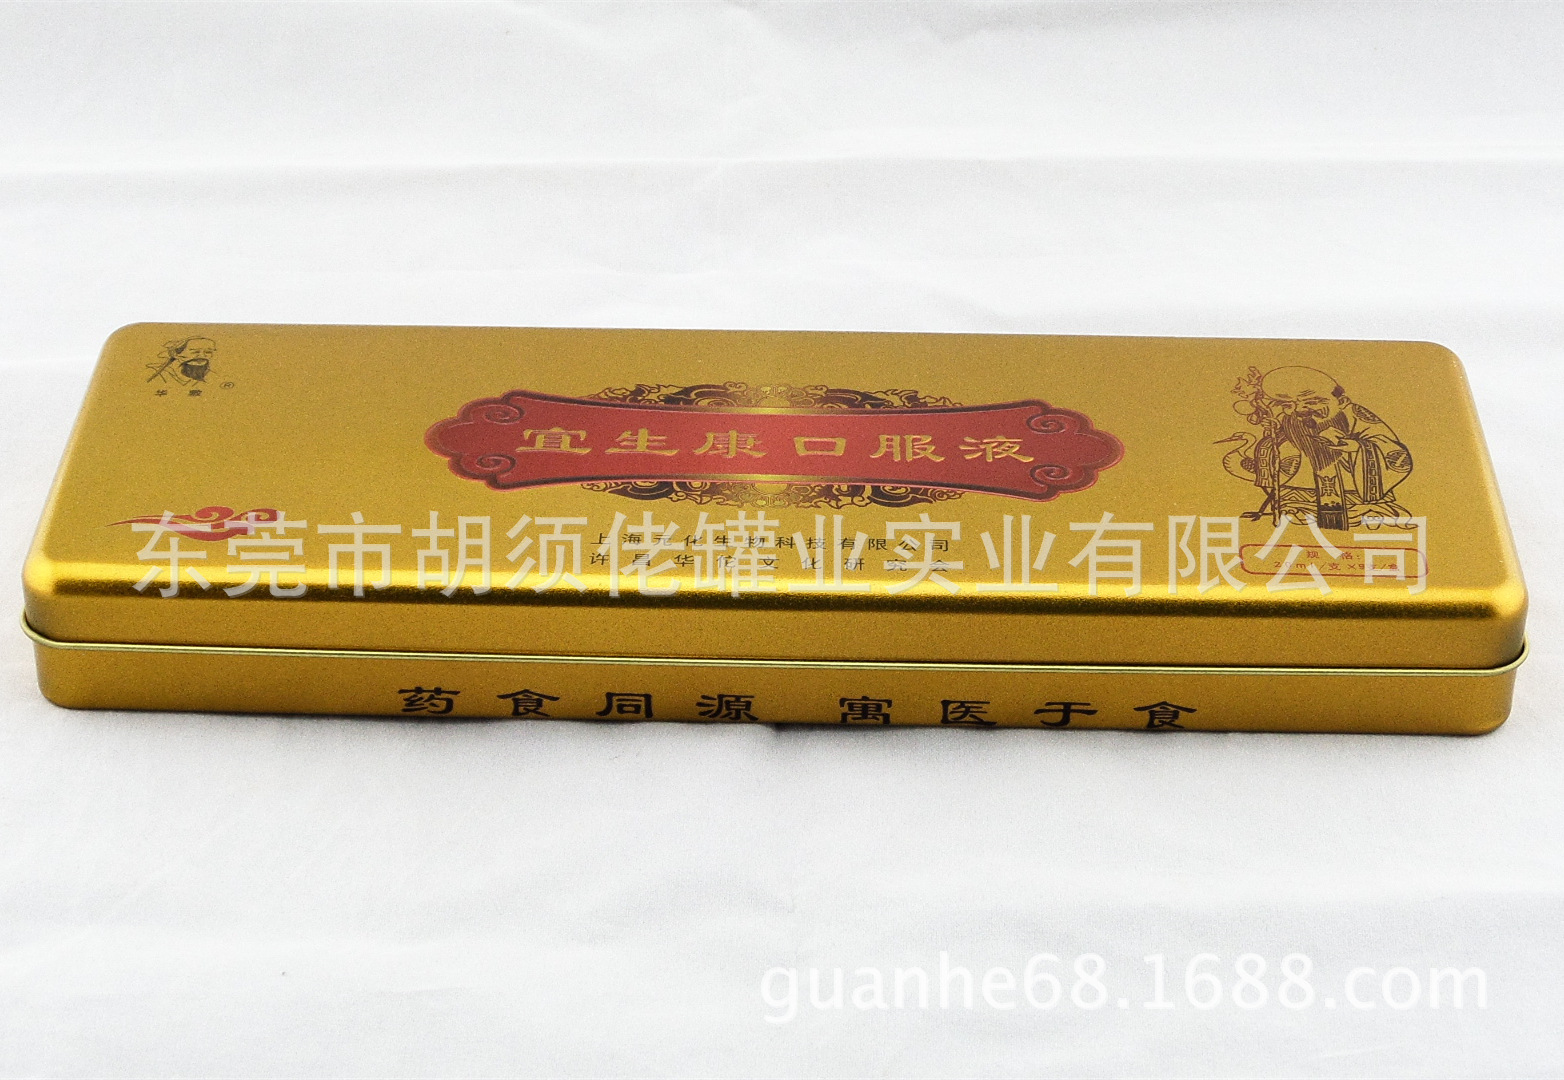 华
®
宜生康口服液
上海元化生物科技有限公司
许昌华佗文化研究会
规格:
东莞市胡须佬罐业实业有限公司
药食同源 寓医于食
guanhe68.1688.com